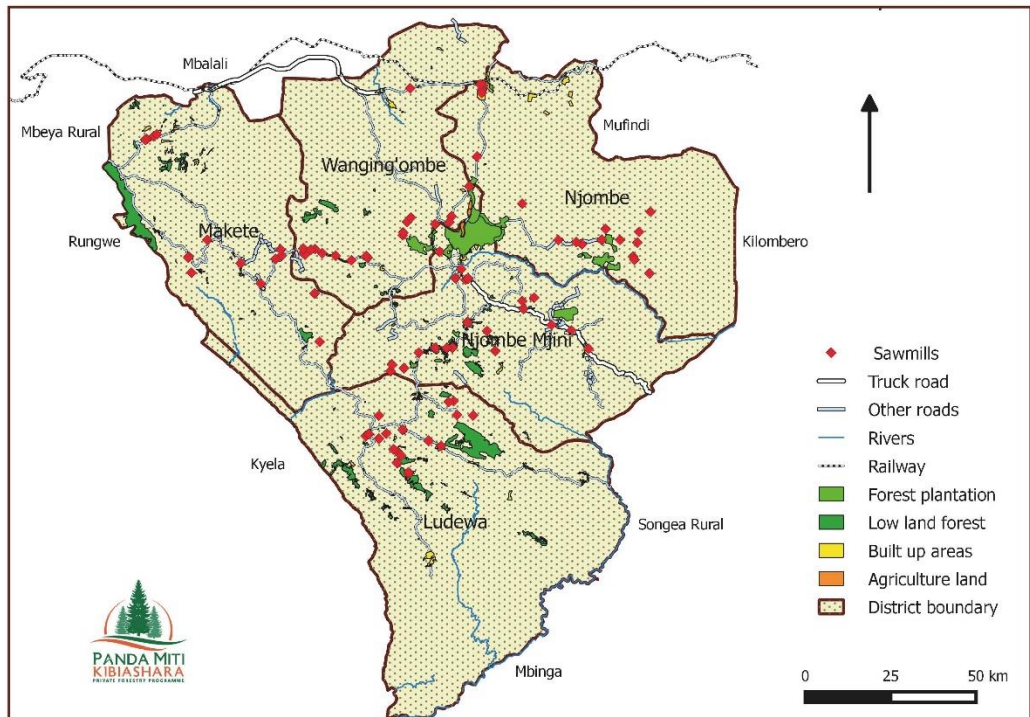 Mbalali
Mbeya Rural
Mufindi
Wanging'ombe
Njombe
Rungwe
Makete
Kilombero
Njombe Mjini
Kyela
Ludewa
Songea Rural
Mbinga
Sawmills
Truck road
Other roads
Rivers
Railway
Forest plantation
Low land forest
Built up areas
Agriculture land
District boundary
0 25 50 km
PANDA MITI
KIBIASHARA
PRIVATE FORESTRY PROGRAMME